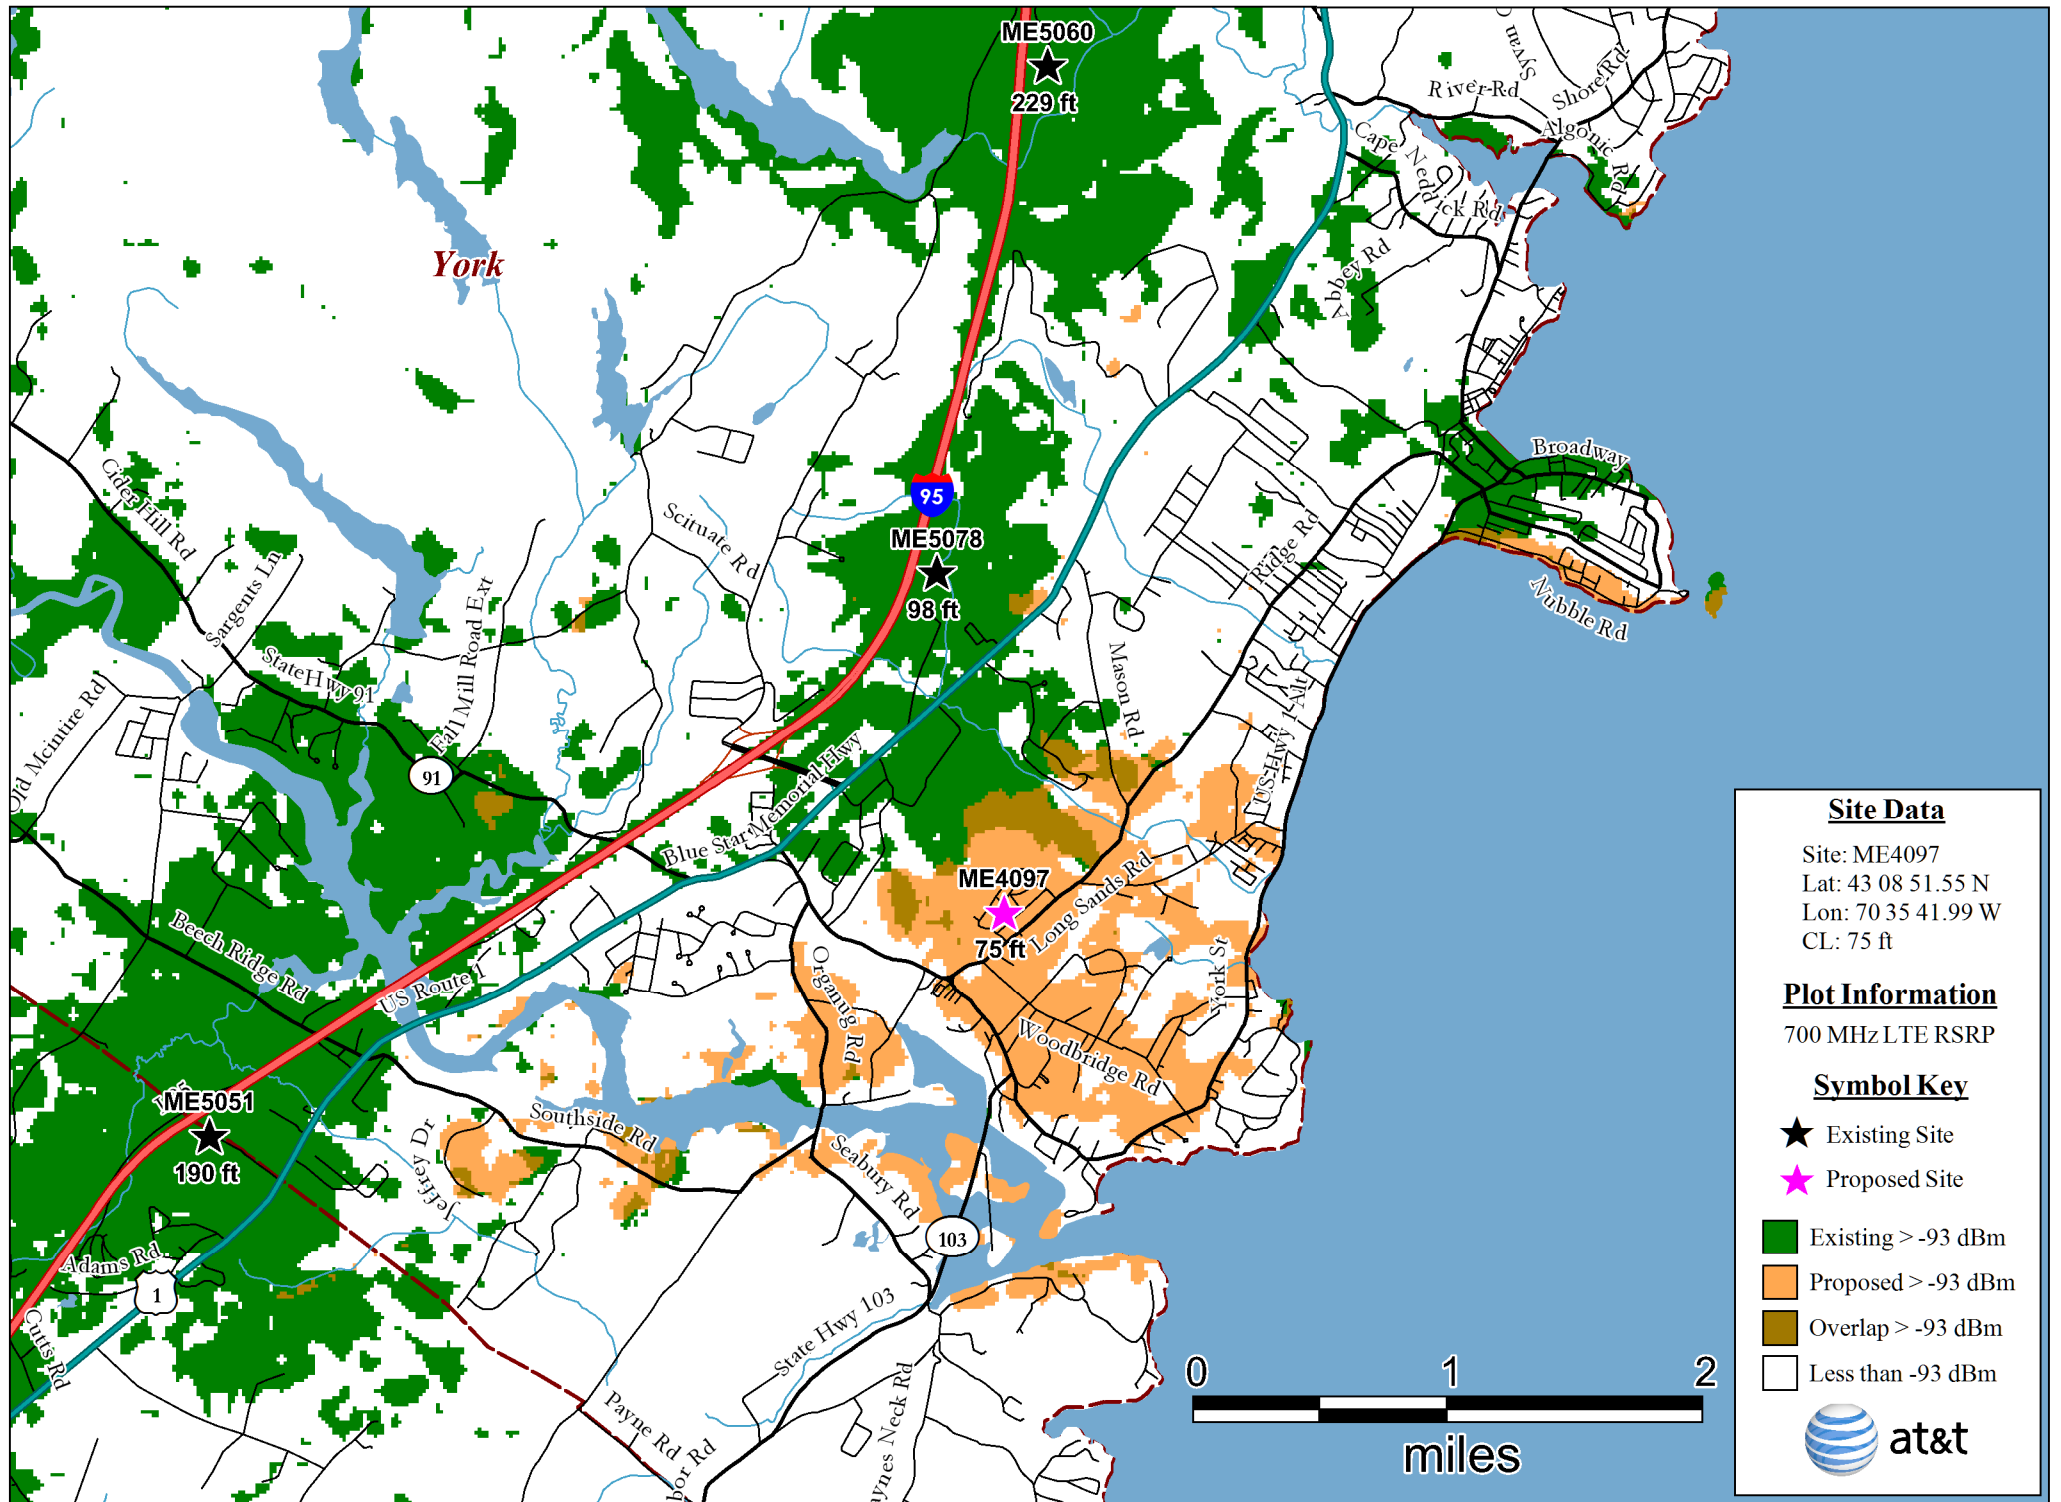 ME5060
229 ft
River Rd
Shore Rd
Algonic Rd
Cape Neddick Rd
Abbey Rd
York
Broadway
Nubble Rd
Cider Hill Rd
Sargents Ln
State Hwy 91
Fall Mill Road Ext
Scituate Rd
95
ME5078
98 ft
Ridge Rd
Mason Rd
US Hwy 1 Alt
Old Mcintire Rd
91
Blue Star Memorial Hwy
ME4097
75 ft
Long Sands Rd
Beech Ridge Rd
US Route 1
Organug Rd
York St
Woodbridge Rd
ME5051
190 ft
Jeffrey Dr
Southside Rd
Seabury Rd
103
Adams Rd
1
Cutts Rd
State Hwy 103
Payne Rd
bor Rd
aynes Neck Rd
0 1 2
miles
Site Data
Site: ME4097
Lat: 43 08 51.55 N
Lon: 70 35 41.99 W
CL: 75 ft
Plot Information
700 MHz LTE RSRP
Symbol Key
Existing Site
Proposed Site
Existing > -93 dBm
Proposed > -93 dBm
Overlap > -93 dBm
Less than -93 dBm
at&t